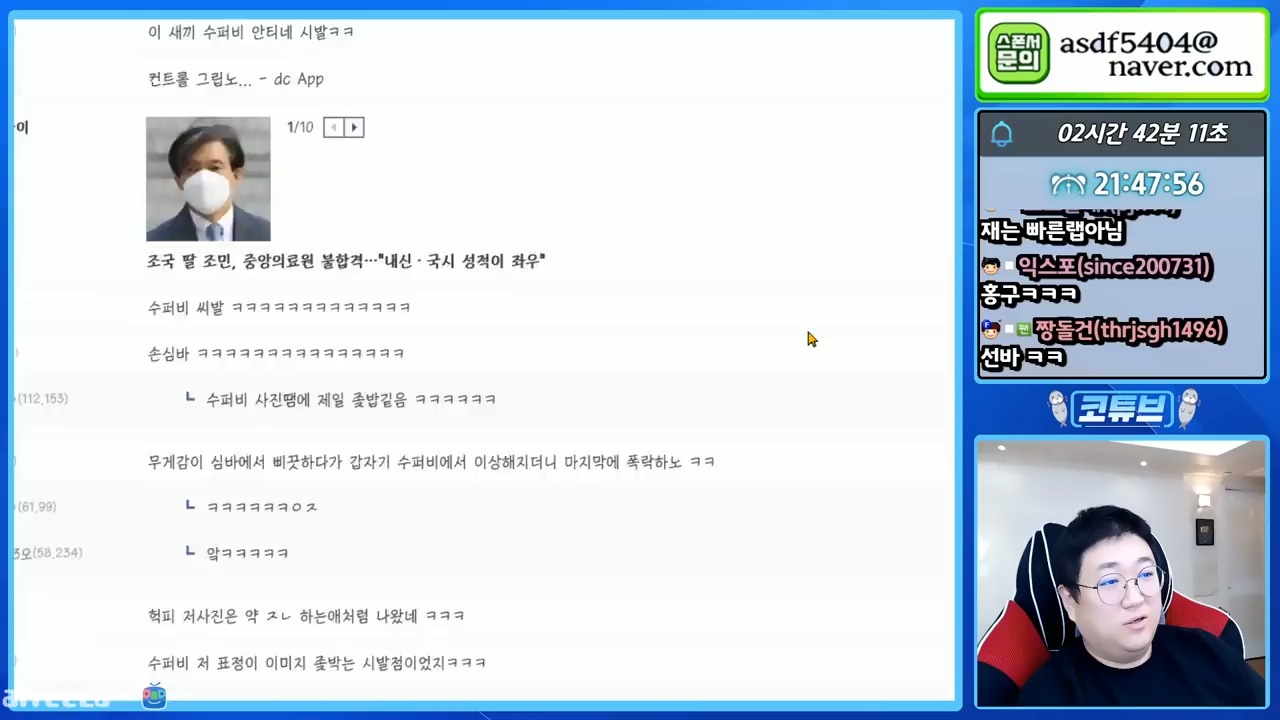 이 새끼 수퍼비 안티네 시발ㅋㅋ
컨트롤 그립노... - dc App
이
1/10
조국 딸 조민, 중앙의료원 불합격…"내신·국시 성적이 좌우"
수퍼비 씨발 ㅋㅋㅋㅋㅋㅋㅋㅋㅋㅋㅋㅋㅋ
손심바 ㅋㅋㅋㅋㅋㅋㅋㅋㅋㅋㅋㅋㅋㅋㅋ
(112,153)
수퍼비 사진땜에 제일 좆밥긑음 ㅋㅋㅋㅋㅋㅋ
무게감이 심바에서 삐끗하다가 갑자기 수퍼비에서 이상해지더니 마지막에 폭락하노 ㅋㅋ
(61,99)
ㅋㅋㅋㅋㅋㅋㅇㅈ
오(58,234)
앜ㅋㅋㅋㅋㅋ
헉피 저사진은 약 ㅈㄴ 하는애처럼 나왔네 ㅋㅋㅋ
수퍼비 저 표정이 이미지 좆박는 시발점이었지ㅋㅋㅋ
스폰서
문의
asdf5404@
naver.com
02시간 42분 11초
21:47:56
재는 빠른랩아님
익스포(since200731)
홍구ㅋㅋㅋ
팬 짱돌건(thrjsgh1496)
선바 ㅋㅋ
코튜브